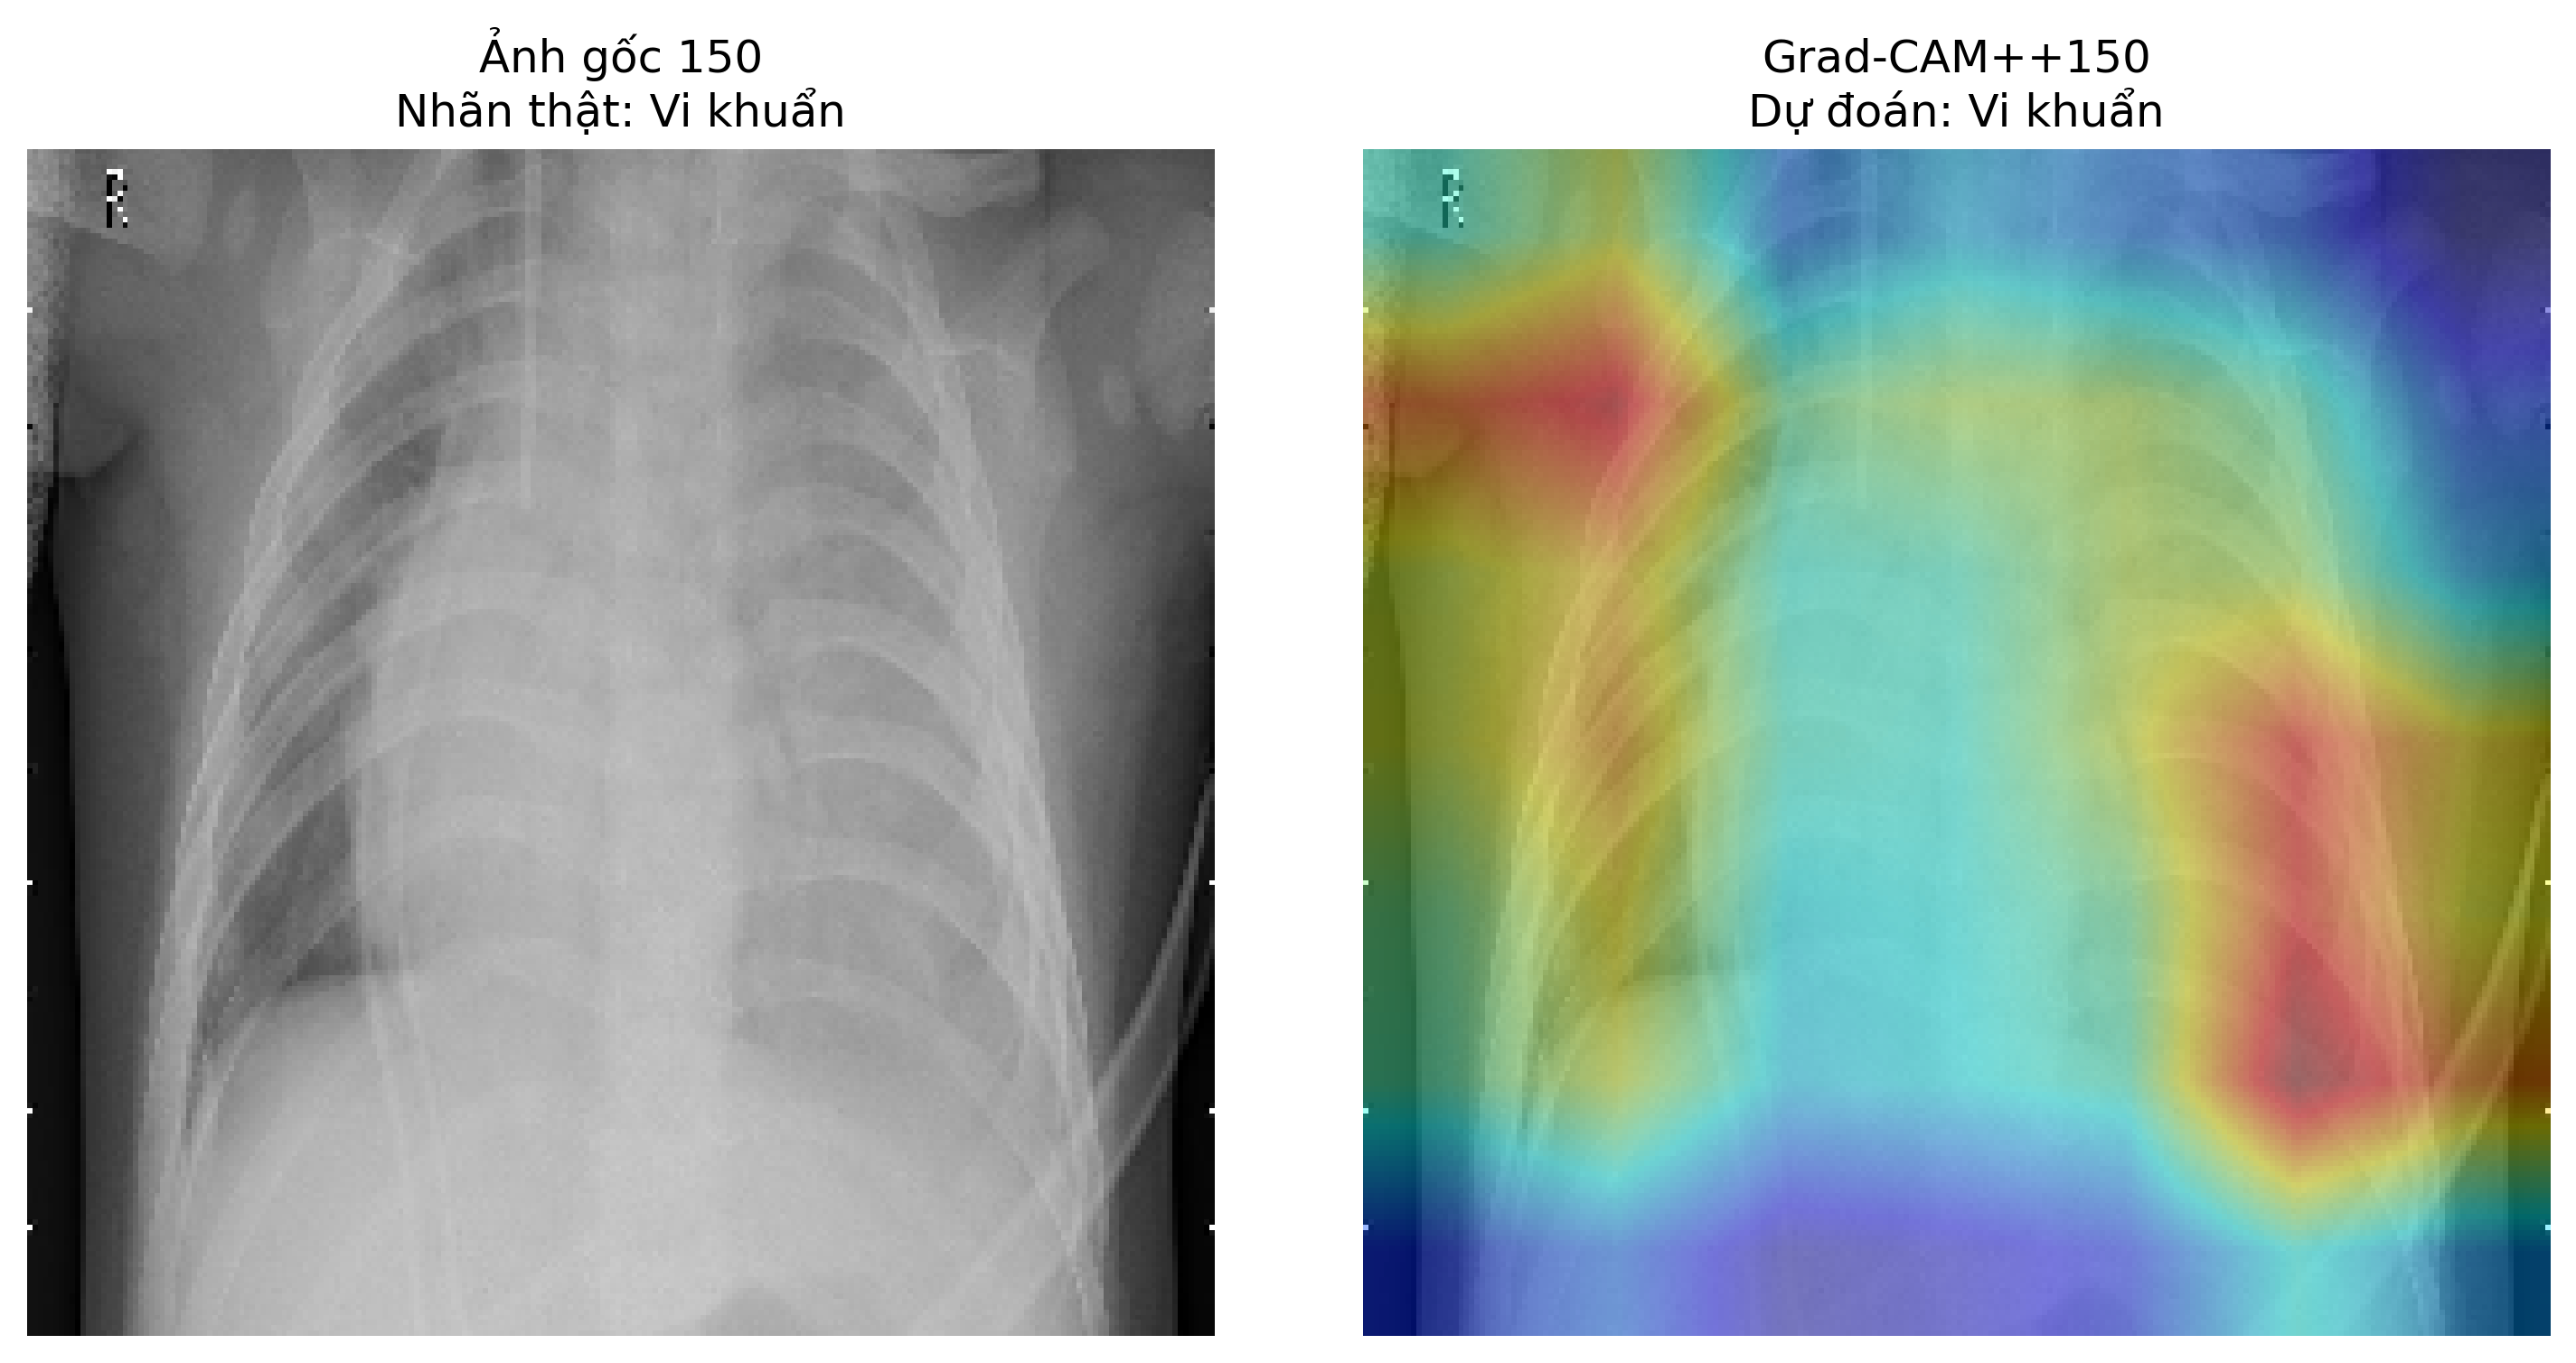 Ảnh gốc 150
Nhãn thật: Vi khuẩn
Grad-CAM++150
Dự đoán: Vi khuẩn
R
R